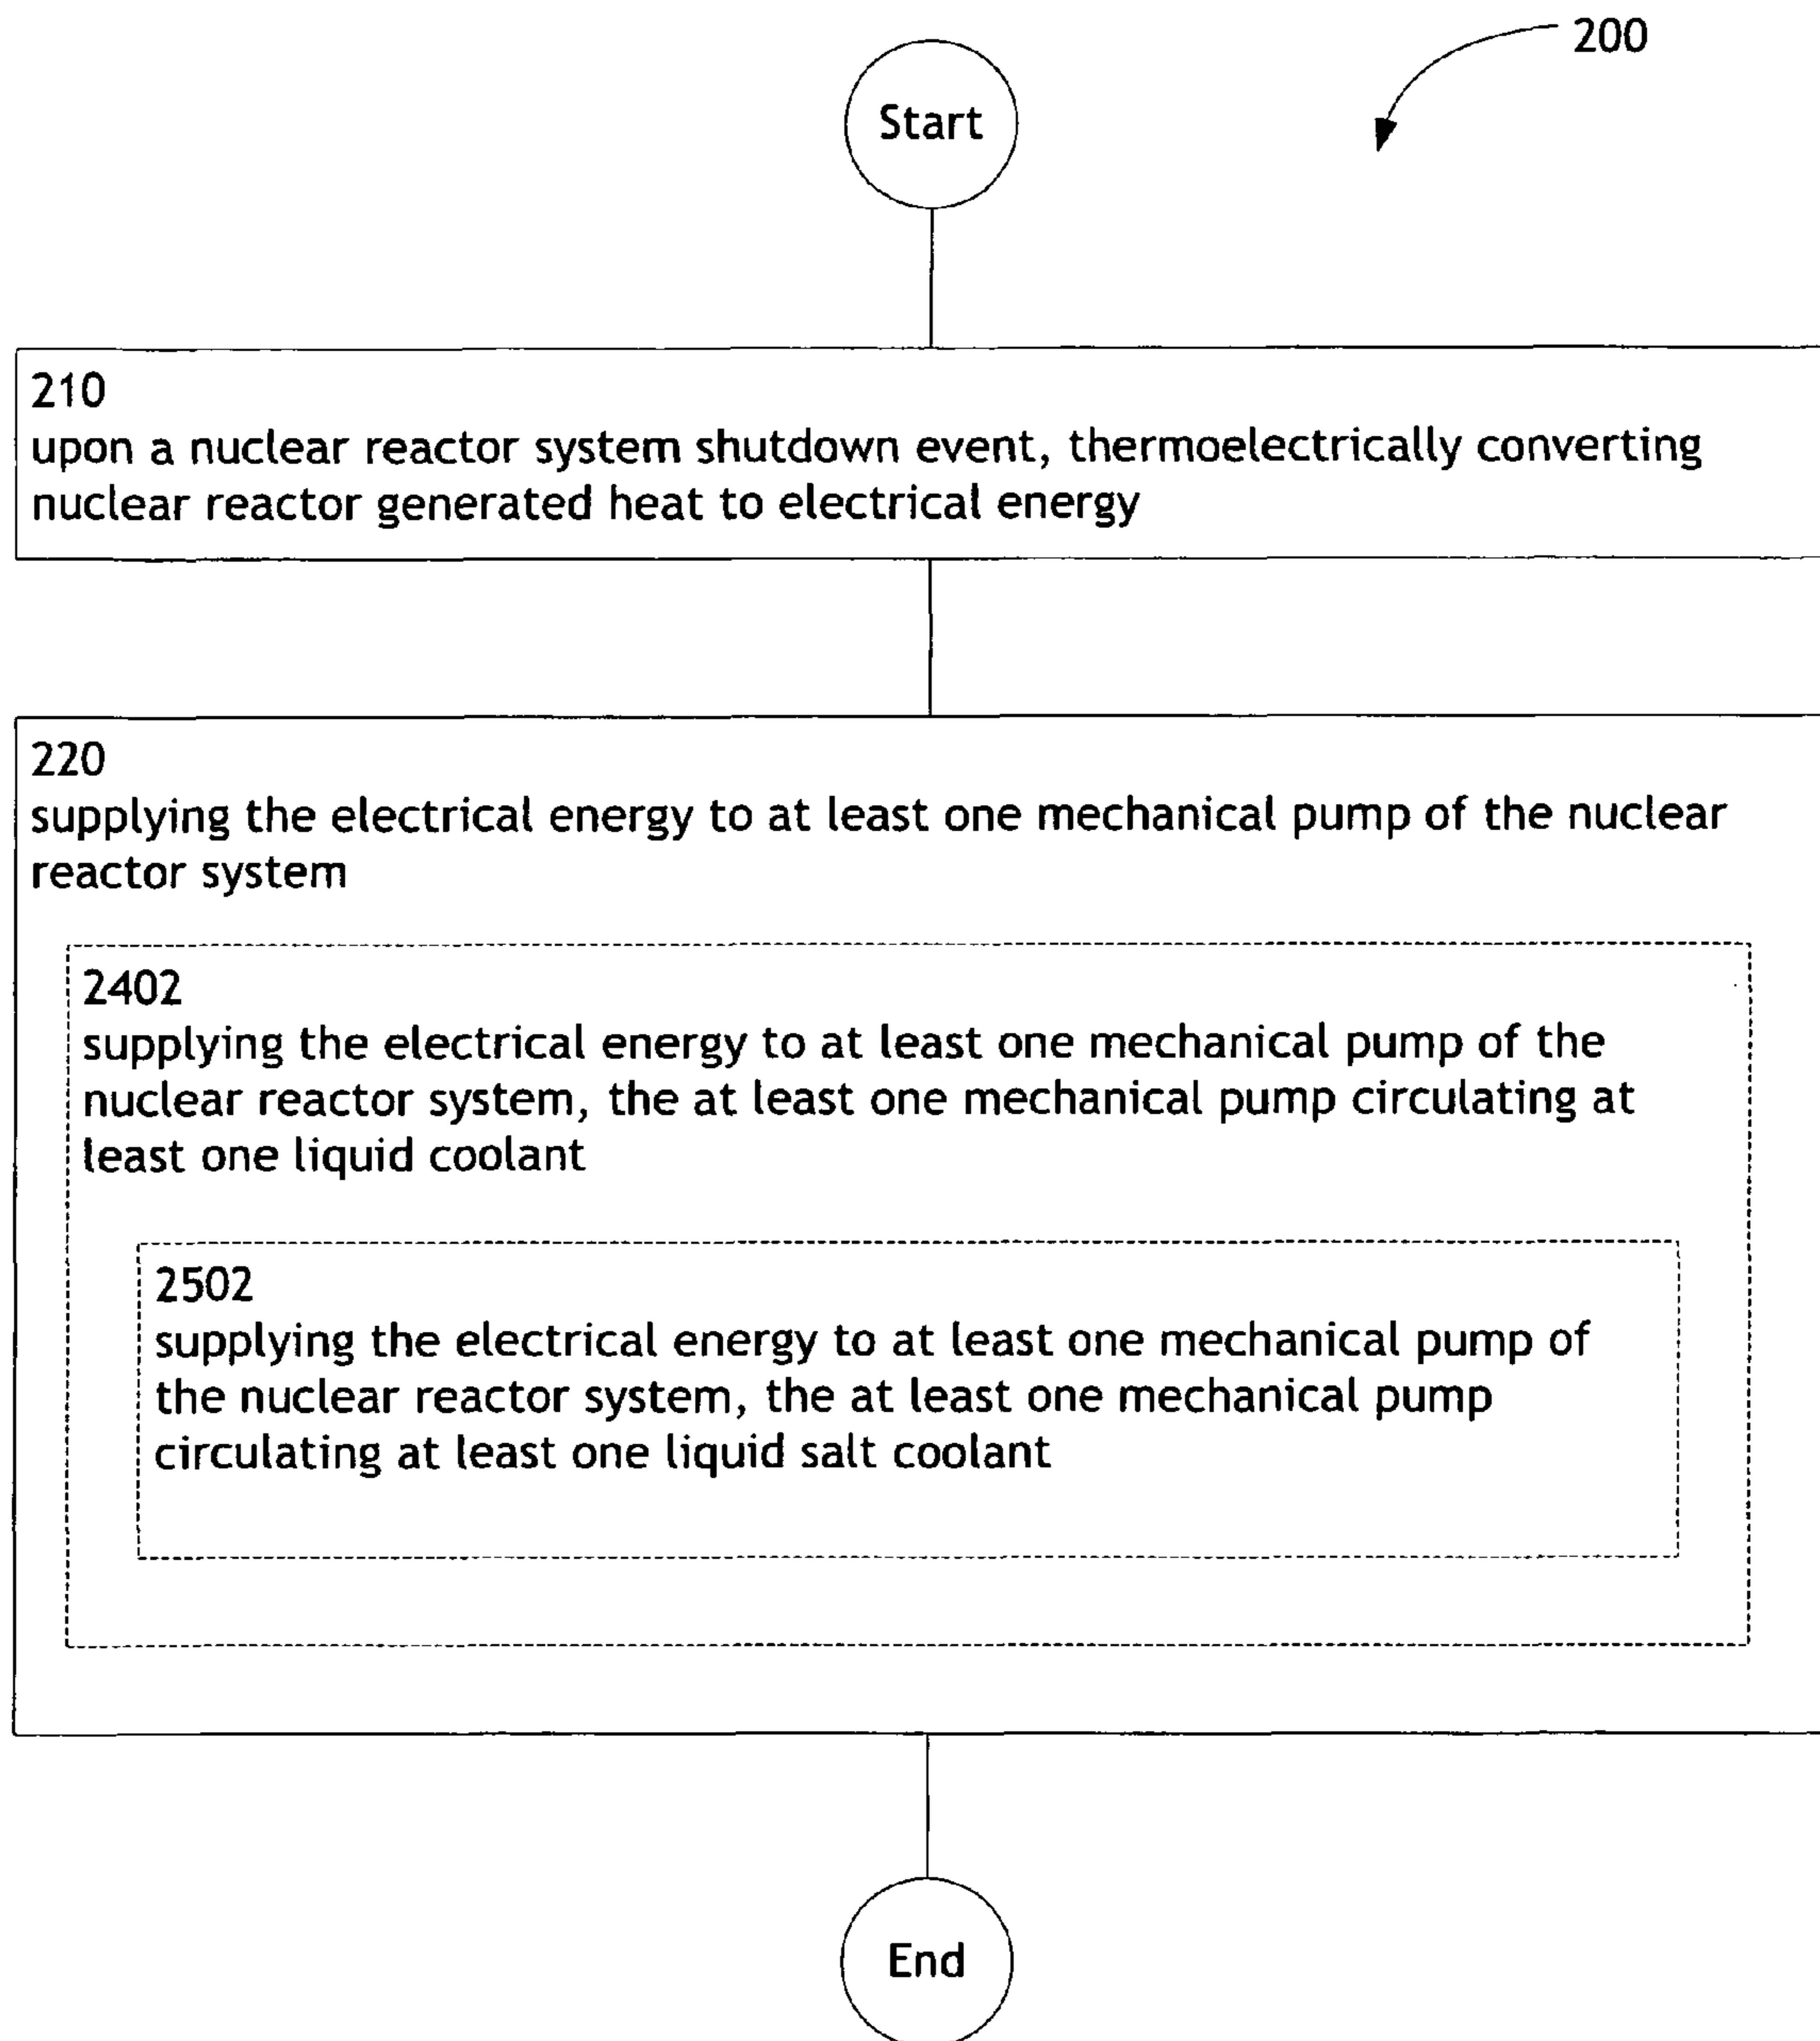 200
Start
210
upon a nuclear reactor system shutdown event, thermoelectrically converting
nuclear reactor generated heat to electrical energy
220
supplying the electrical energy to at least one mechanical pump of the nuclear
reactor system
2402
supplying the electrical energy to at least one mechanical pump of the
nuclear reactor system, the at least one mechanical pump circulating at
least one liquid coolant
2502
supplying the electrical energy to at least one mechanical pump of
the nuclear reactor system, the at least one mechanical pump
circulating at least one liquid salt coolant
End